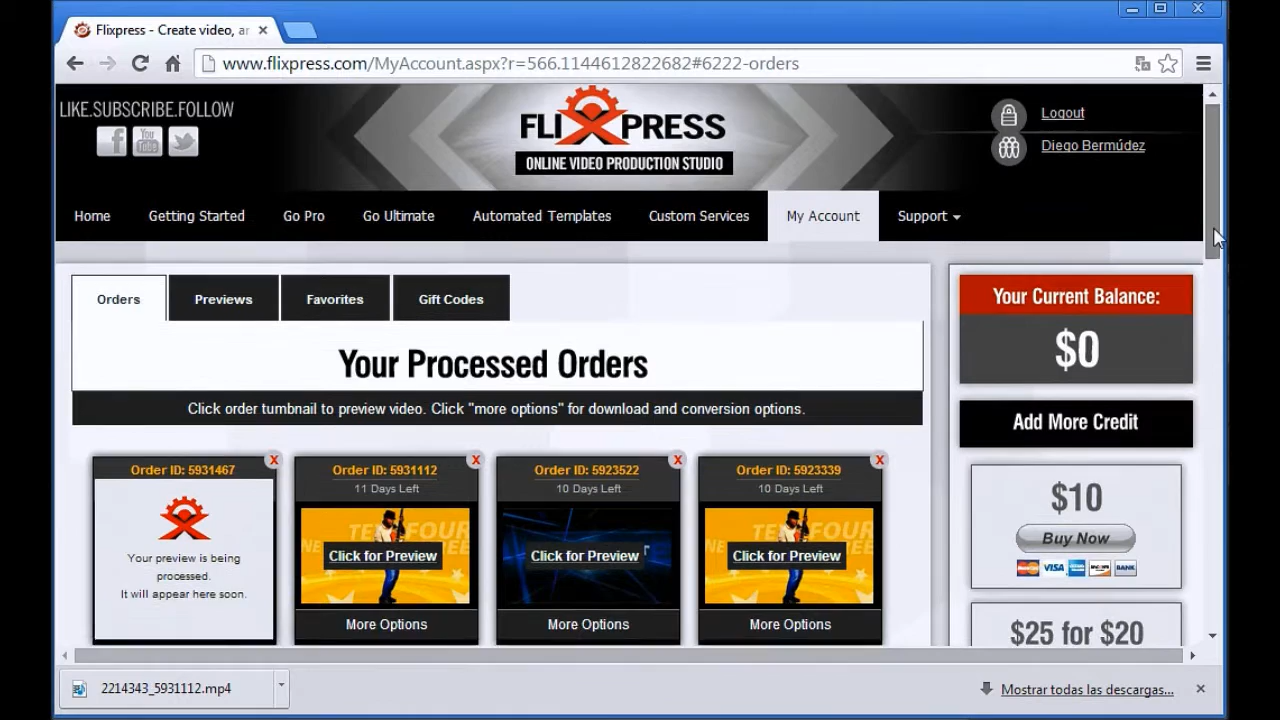 Flixpress - Create video, ar
www.flixpress.com/MyAccount.aspx?r=566.1144612822682#6222-orders
LIKE.SUBSCRIBE.FOLLOW
FLIXPRESS
ONLINE VIDEO PRODUCTION STUDIO
Logout
Diego Bermúdez
Home Getting Started Go Pro Go Ultimate Automated Templates Custom Services My Account Support
Orders Previews Favorites Gift Codes
Your Processed Orders
Click order tumbnail to preview video. Click "more options" for download and conversion options.
Your Current Balance:
$0
Add More Credit
$10
Buy Now
VISA BANK
$25 for $20
Order ID: 5931467
Your preview is being
processed.
It will appear here soon.
Order ID: 5931112
11 Days Left
Click for Preview
More Options
Order ID: 5923522
10 Days Left
Click for Preview
More Options
Order ID: 5923339
10 Days Left
Click for Preview
More Options
2214343_5931112.mp4
Mostrar todas las descargas...